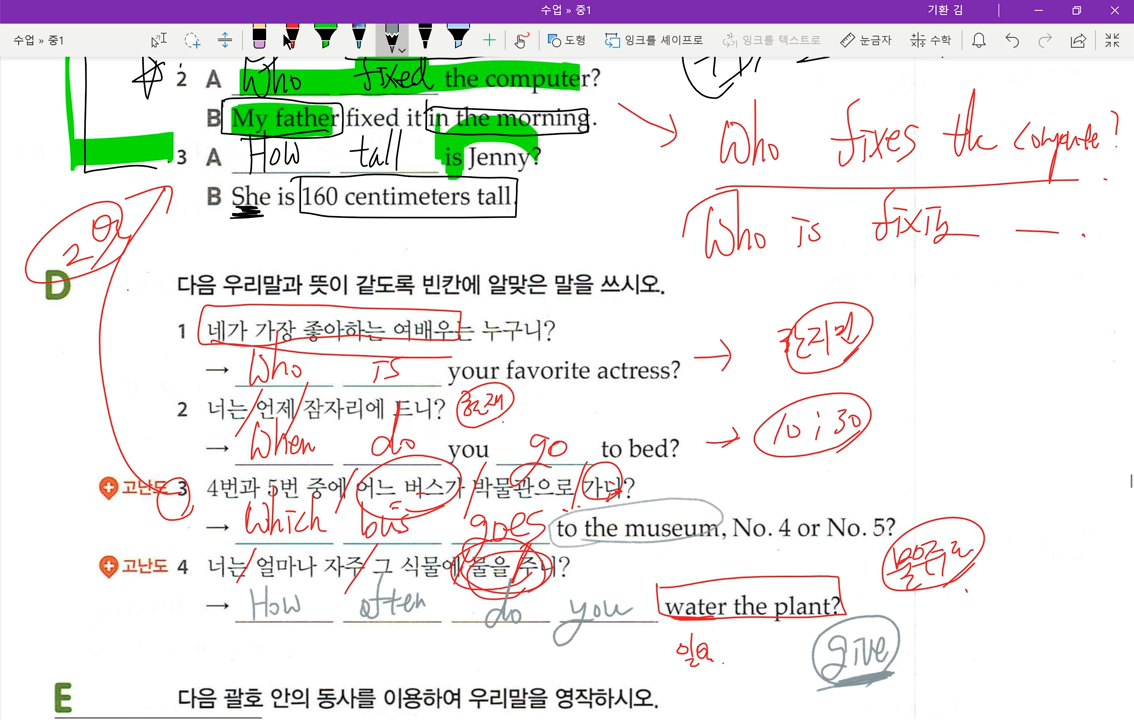 수업 » 중1
기환 김
수업 » 중1
도형
잉크를 셰이프로
잉크를 텍스트로
눈금자
수학
2 A Who fixed the computer?
B My father fixed it in the morning.
3 A How tall is Jenny?
B She is 160 centimeters tall.
Who fixes the computer?
Who is fixing
D 다음 우리말과 뜻이 같도록 빈칸에 알맞은 말을 쓰시오.
1 네가 가장 좋아하는 여배우는 누구니?
→ Who is your favorite actress?
2 너는 언제 잠자리에 드니? 현재
→ When do you go to bed? → 10:30
고난도 3 4번과 5번 중에 어느 버스가 박물관으로 가니?
→ Which bus goes to the museum, No. 4 or No. 5?
고난도 4 너는 얼마나 자주 그 식물에 물을 주니?
→ How often do you water the plant?
give
E 다음 괄호 안의 동사를 이용하여 우리말을 영작하시오.